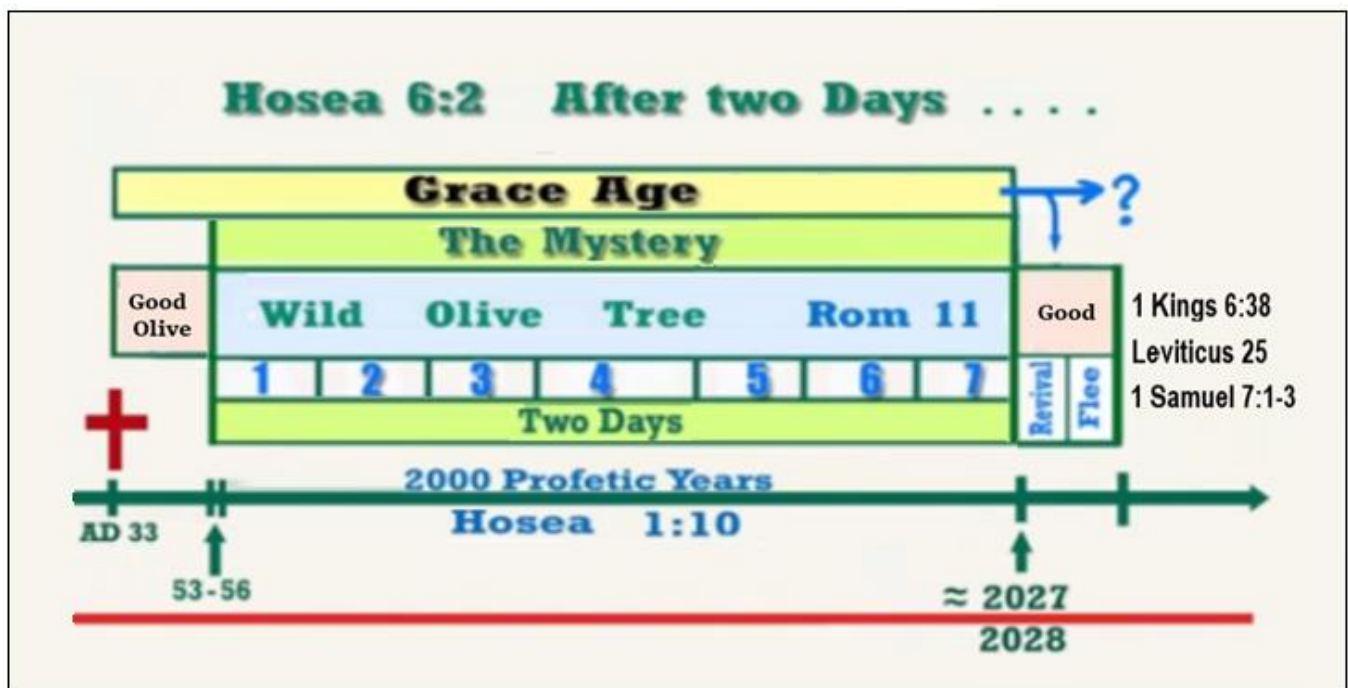 Hosea 6:2 After two Days . . . .
Grace Age
?
The Mystery
Good
Olive
Wild Olive Tree Rom 11
Good
1 Kings 6:38
Leviticus 25
1 Samuel 7:1-3
1 2 3 4 5 6 7
Revival
Flee
Two Days
2000 Profetic Years
Hosea 1:10
AD 33
53-56
≈ 2027
2028